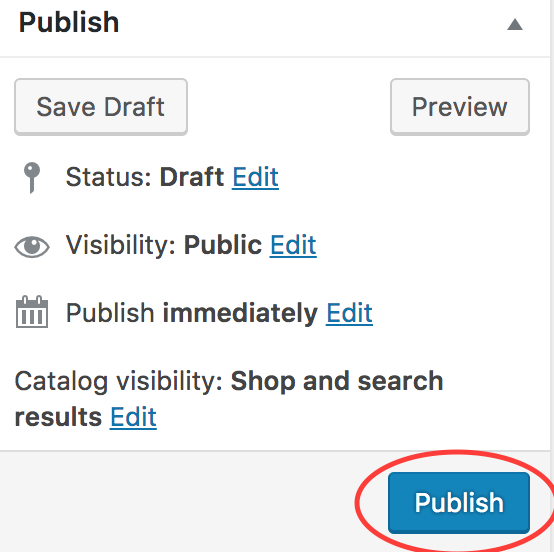 Publish
Save Draft
Preview
Status: Draft Edit
Visibility: Public Edit
Publish immediately Edit
Catalog visibility: Shop and search
results Edit
Publish